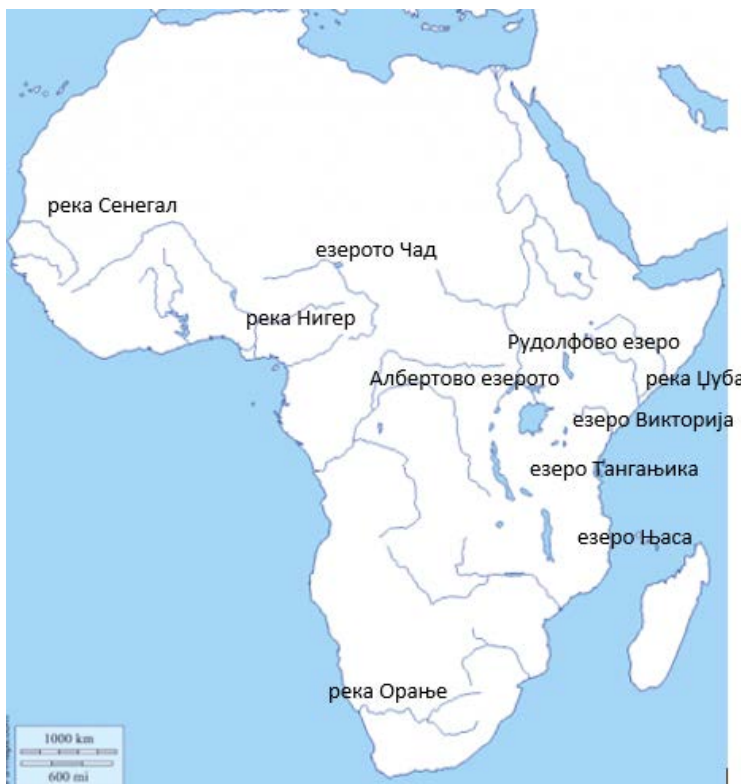 река Сенегал
езерото Чад
река Нигер
Рудолфово езеро
Албертово езерото
река Џуба
езеро Викторија
езеро Тангањика
езеро Њаса
река Орање
1000 km
600 mi